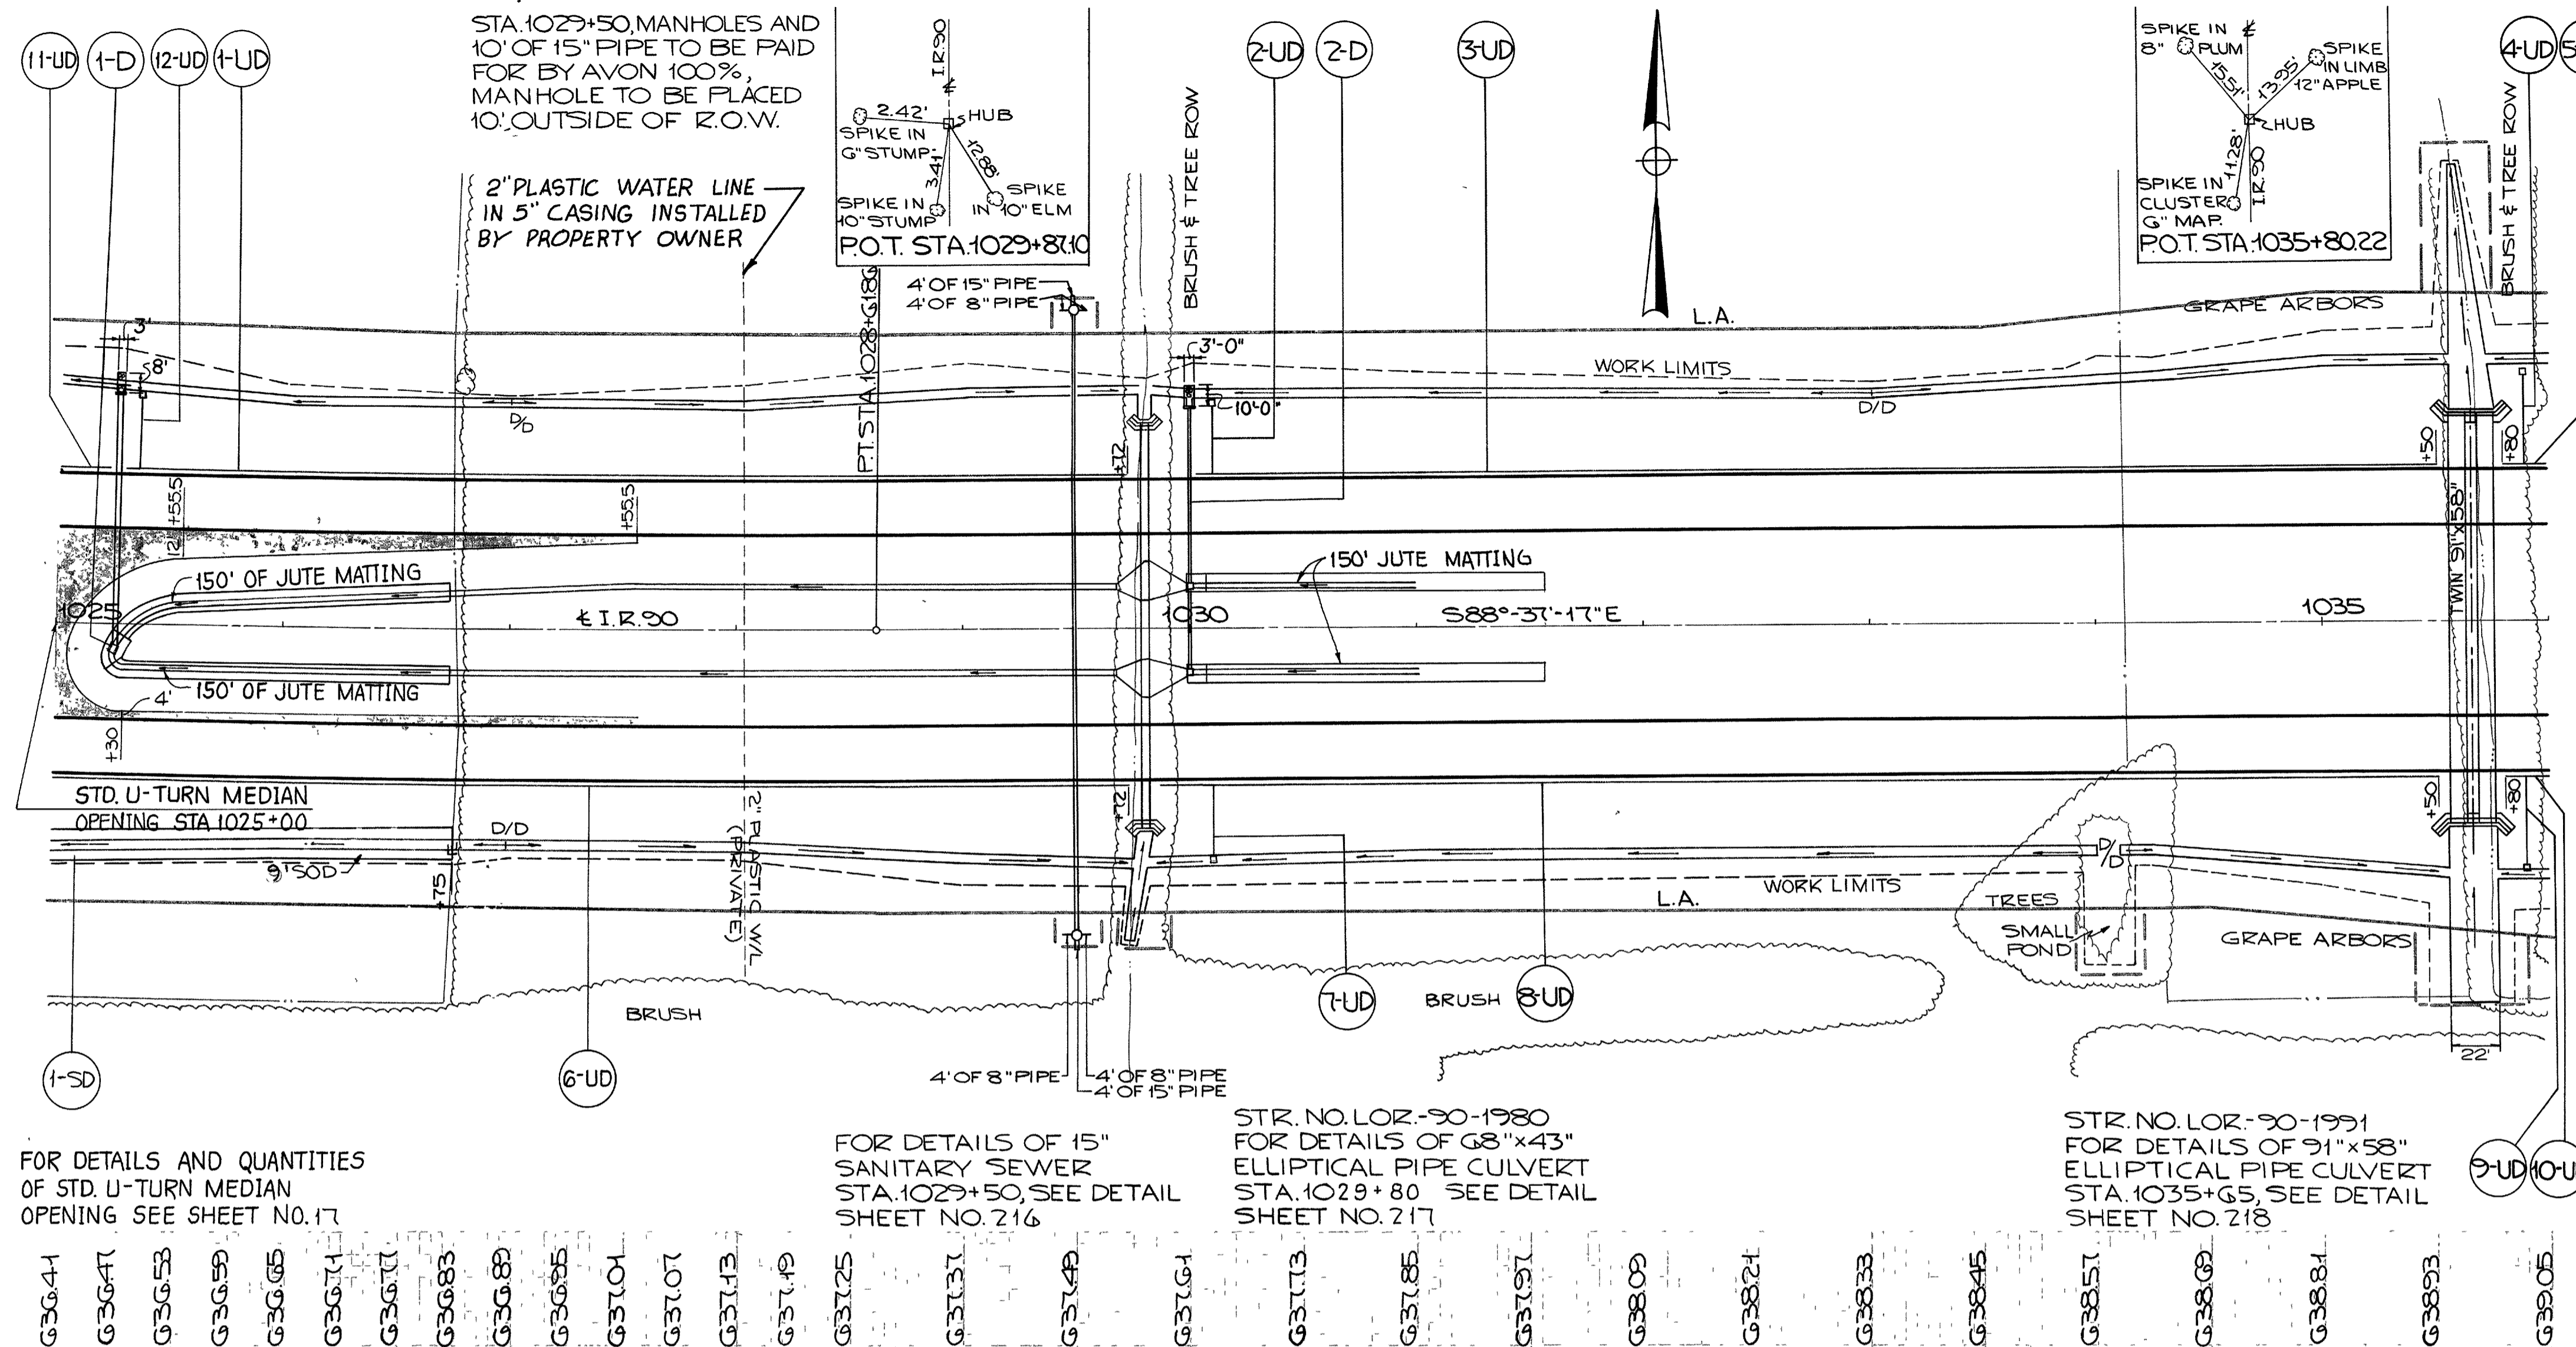 STA.1029+50, MANHOLES AND
10' OF 15" PIPE TO BE PAID
FOR BY AVON 100%,
MANHOLE TO BE PLACED
10' OUTSIDE OF R.O.W.
11-UD
1-D
12-UD
1-UD
2-UD
2-D
3-UD
4-UD
I.R.90
2.42'
HUB
SPIKE IN
6" STUMP
3.41
12.88'
SPIKE IN
10" STUMP
SPIKE
IN 10" ELM
P.O.T. STA.1029+87.10
SPIKE IN
8" PLUM
15.51'
13.95'
SPIKE
IN LIMB
12" APPLE
HUB
11.28'
I.R.90
SPIKE IN
CLUSTER
6" MAP.
P.O.T. STA.1035+80.22
2" PLASTIC WATER LINE
IN 5" CASING INSTALLED
BY PROPERTY OWNER
BRUSH & TREE ROW
BRUSH & TREE ROW
4' OF 15" PIPE
4' OF 8" PIPE
L.A.
GRAPE ARBORS
3'
8'
3'-0"
10'-0"
WORK LIMITS
D/D
D/D
P.T. STA. 1028+61.86
+72
+50
+80
+55.5
+55.5
12'
TWIN 91"x58"
150' OF JUTE MATTING
150' JUTE MATTING
1025
℄ I.R.90
1030
S88°-37'-17"E
1035
150' OF JUTE MATTING
4'
+30
STD. U-TURN MEDIAN
OPENING STA 1025+00
D/D
9' SOD
+75
2" PLASTIC W/L
(PRIVATE)
+72
D/D
+50
+80
WORK LIMITS
L.A.
TREES
SMALL
POND
GRAPE ARBORS
BRUSH
7-UD
BRUSH
8-UD
22'
1-SD
6-UD
4' OF 8" PIPE
4' OF 8" PIPE
4' OF 15" PIPE
9-UD
10-U
FOR DETAILS AND QUANTITIES
OF STD. U-TURN MEDIAN
OPENING SEE SHEET NO. 17
FOR DETAILS OF 15"
SANITARY SEWER
STA.1029+50, SEE DETAIL
SHEET NO. 216
STR. NO. LOR.-90-1980
FOR DETAILS OF 68"x43"
ELLIPTICAL PIPE CULVERT
STA.1029+80 SEE DETAIL
SHEET NO. 217
STR. NO. LOR.-90-1991
FOR DETAILS OF 91"x58"
ELLIPTICAL PIPE CULVERT
STA.1035+65, SEE DETAIL
SHEET NO. 218
636.41
636.47
636.53
636.59
636.65
636.71
636.77
636.83
636.89
636.95
637.01
637.07
637.13
637.19
637.25
637.37
637.49
637.61
637.73
637.85
637.97
638.09
638.21
638.33
638.45
638.57
638.69
638.81
638.93
639.05